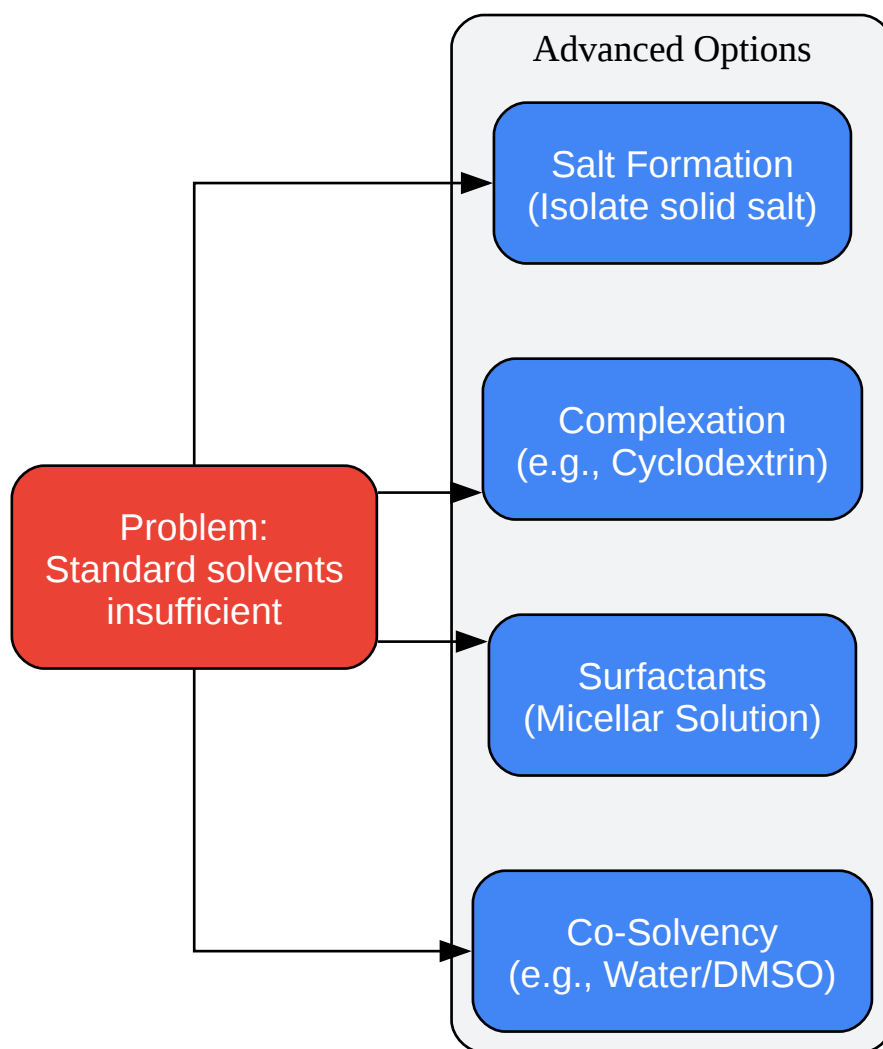 Advanced Options
Salt Formation
(Isolate solid salt)
Complexation
(e.g., Cyclodextrin)
Problem:
Standard solvents
insufficient
Surfactants
(Micellar Solution)
Co-Solvency
(e.g., Water/DMSO)